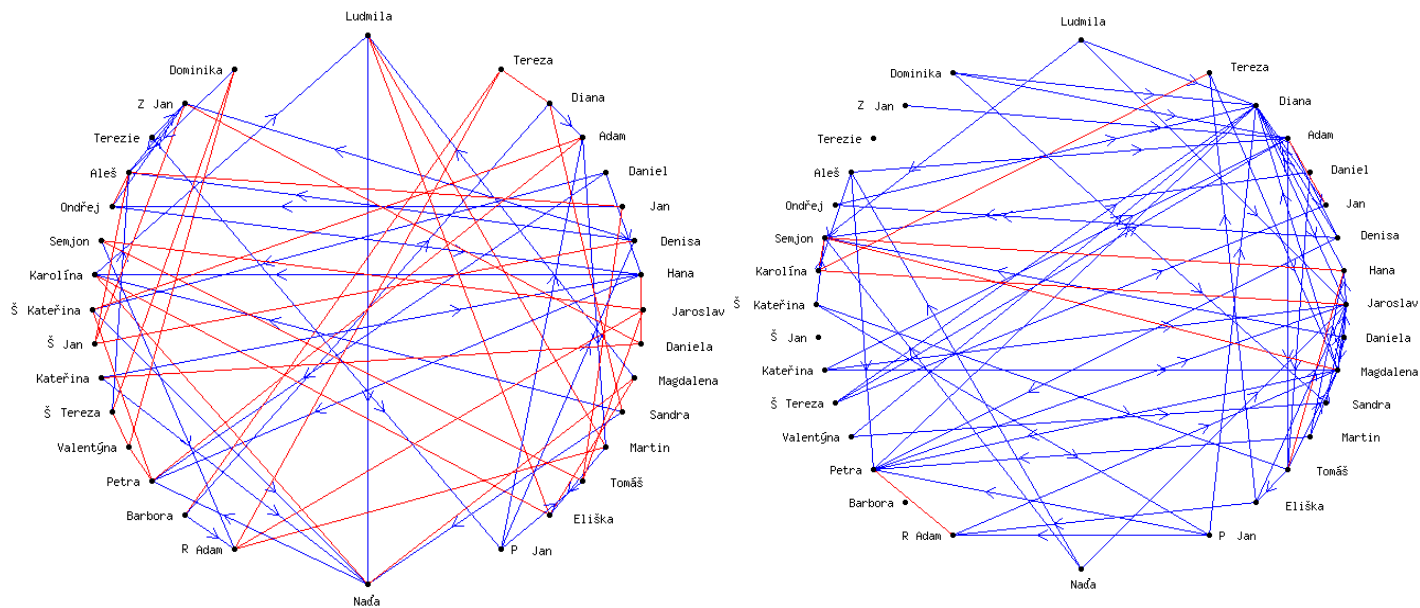 Ludmila
Tereza
Diana
Adam
Daniel
Jan
Denisa
Hana
Jaroslav
Daniela
Magdalena
Sandra
Martin
Tomáš
Eliška
P Jan
Naďa
R Adam
Barbora
Petra
Valentýna
Š Tereza
Kateřina
Š Jan
Š Kateřina
Karolína
Semjon
Ondřej
Aleš
Terezie
Z Jan
Dominika
Ludmila
Tereza
Diana
Adam
Daniel
Jan
Denisa
Hana
Jaroslav
Daniela
Magdalena
Sandra
Martin
Tomáš
Eliška
P Jan
Naďa
R Adam
Barbora
Petra
Valentýna
Š Tereza
Kateřina
Š Jan
Š Kateřina
Karolína
Semjon
Ondřej
Aleš
Terezie
Z Jan
Dominika